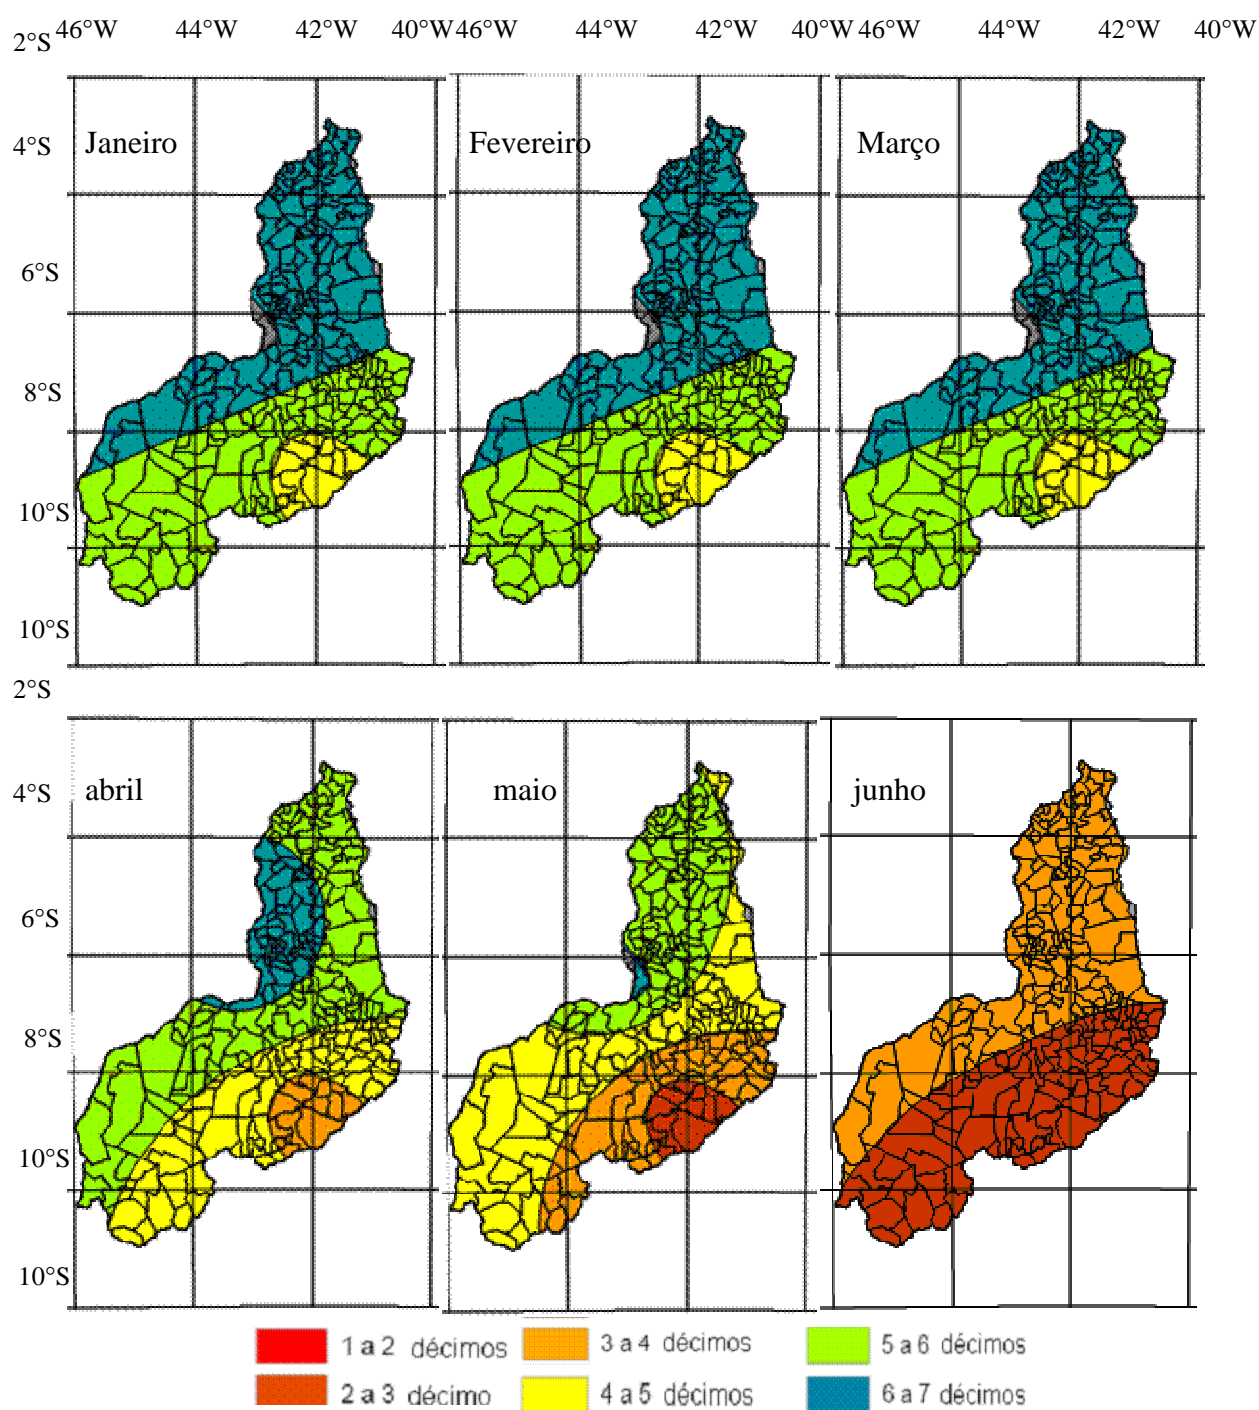 46°W 44°W 42°W 40°W 46°W 44°W 42°W 40°W 46°W 44°W 42°W 40°W
2°S
Janeiro Fevereiro Março
4°S
6°S
8°S
10°S
10°S
2°S
abril maio junho
4°S
6°S
8°S
10°S
10°S
1 a 2 décimos 3 a 4 décimos 5 a 6 décimos
2 a 3 décimo 4 a 5 décimos 6 a 7 décimos